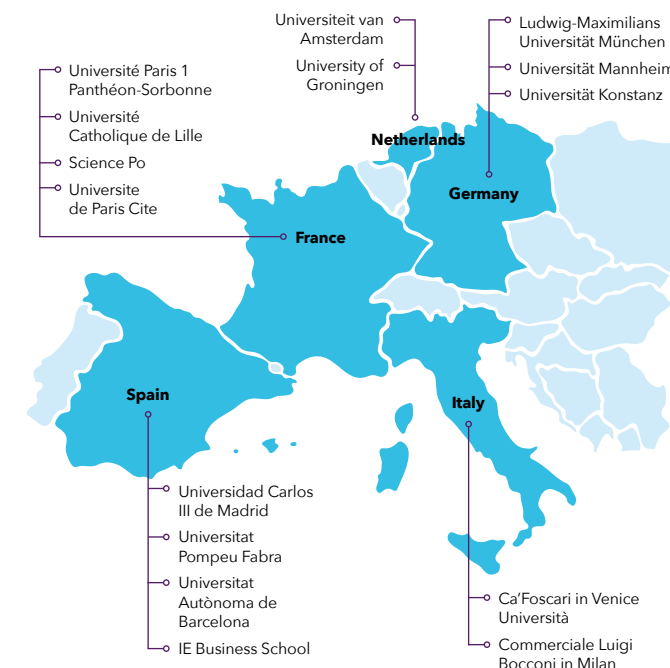 Universiteit van
Amsterdam
University of
Groningen
Ludwig-Maximilians
Universität München
Universität Mannheim
Universität Konstanz
Université Paris 1
Panthéon-Sorbonne
Université
Catholique de Lille
Science Po
Universite
de Paris Cite
Netherlands
Germany
France
Spain
Italy
Universidad Carlos
III de Madrid
Universitat
Pompeu Fabra
Universitat
Autònoma de
Barcelona
IE Business School
Ca'Foscari in Venice
Università
Commerciale Luigi
Bocconi in Milan